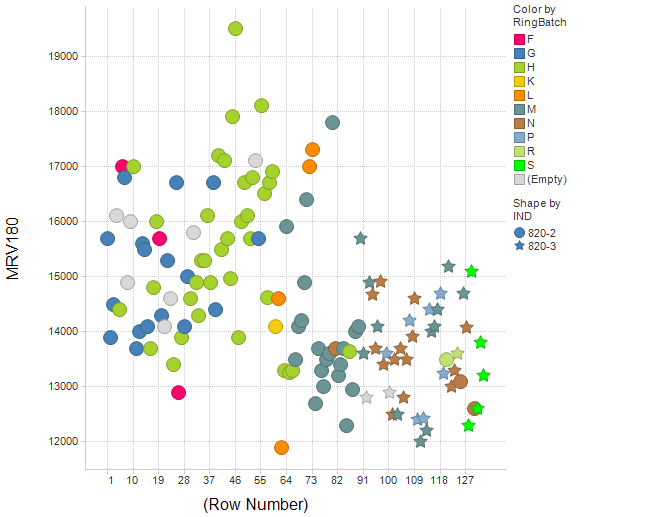 Color by
RingBatch
F
G
H
K
L
M
N
P
R
S
(Empty)
Shape by
IND
820-2
820-3
MRV180
19000
18000
17000
16000
15000
14000
13000
12000
1 10 19 28 37 46 55 64 73 82 91 100 109 118 127
(Row Number)